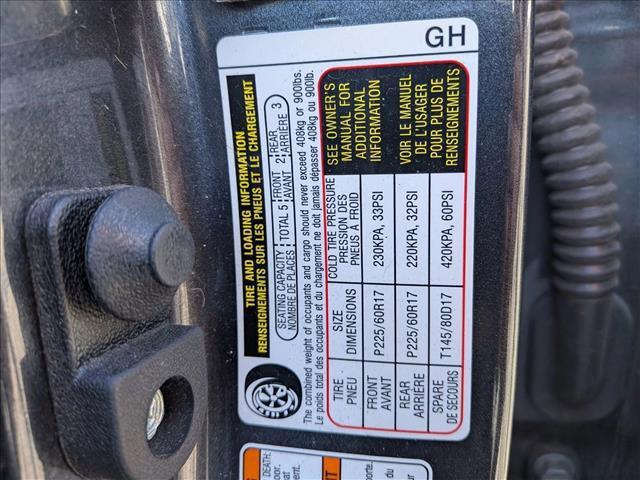 GH
TIRE AND LOADING INFORMATION
RENSEIGNEMENTS SUR LES PNEUS ET LE CHARGEMENT
SEATING CAPACITY TOTAL 5 FRONT 2 REAR 3
NOMBRE DE PLACES AVANT ARRIÈRE
The combined weight of occupants and cargo should never exceed 408kg or 900lbs.
Le poids total des occupants et du chargement ne doit jamais dépasser 408kg ou 900lb.
TIRE SIZE COLD TIRE PRESSURE
PNEU DIMENSIONS PRESSION DES
PNEUS À FROID
FRONT P225/60R17 230KPA, 33PSI
AVANT
REAR P225/60R17 220KPA, 32PSI
ARRIÈRE
SPARE T145/80D17 420KPA, 60PSI
DE SECOURS
SEE OWNER'S
MANUAL FOR
ADDITIONAL
INFORMATION
VOIR LE MANUEL
DE L'USAGER
POUR PLUS DE
RENSEIGNEMENTS
DEATH: